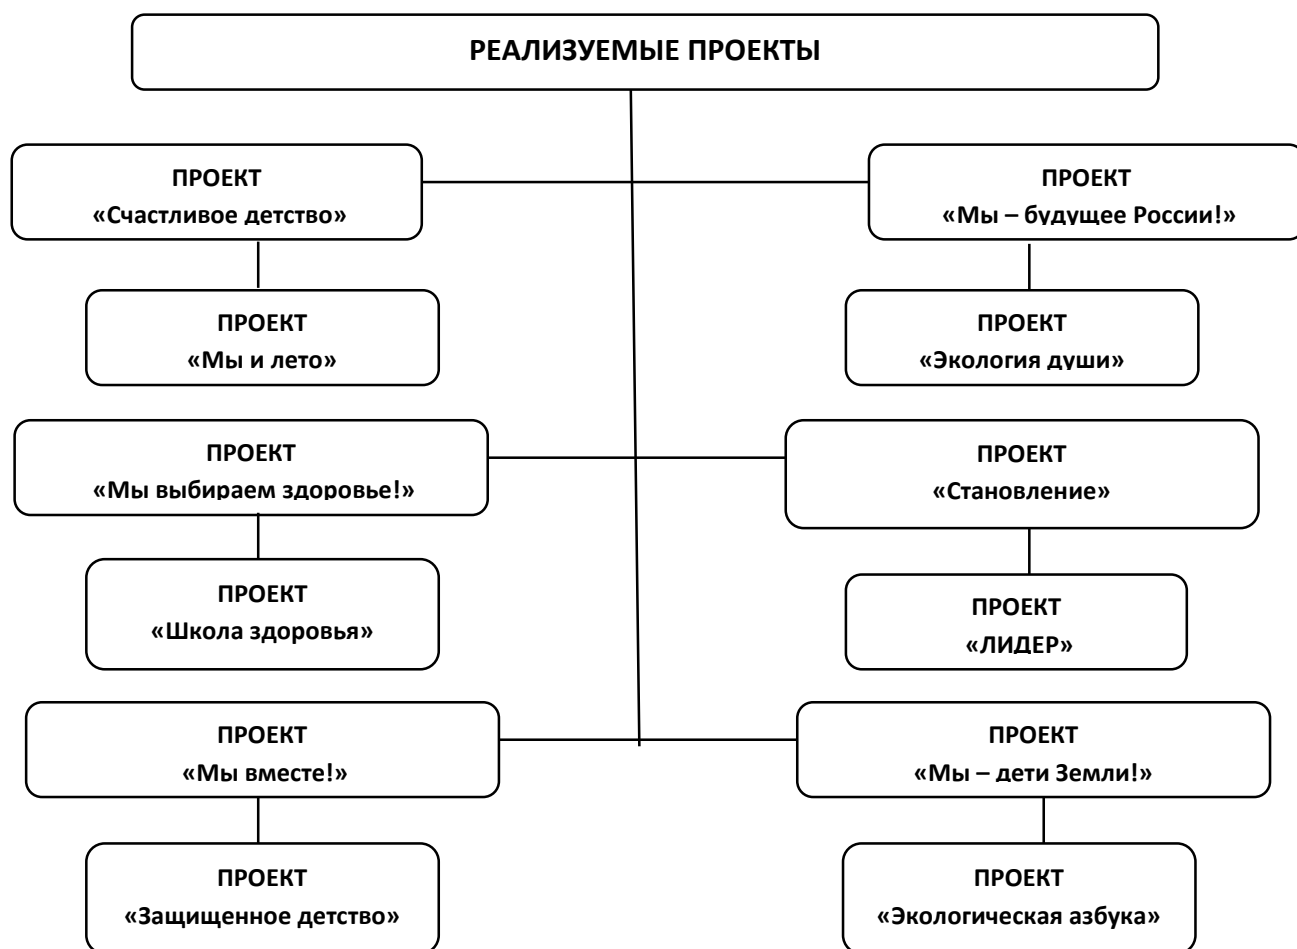 РЕАЛИЗУЕМЫЕ ПРОЕКТЫ
ПРОЕКТ
«Счастливое детство»
ПРОЕКТ
«Мы – будущее России!»
ПРОЕКТ
«Мы и лето»
ПРОЕКТ
«Экология души»
ПРОЕКТ
«Мы выбираем здоровье!»
ПРОЕКТ
«Становление»
ПРОЕКТ
«Школа здоровья»
ПРОЕКТ
«ЛИДЕР»
ПРОЕКТ
«Мы вместе!»
ПРОЕКТ
«Мы – дети Земли!»
ПРОЕКТ
«Защищенное детство»
ПРОЕКТ
«Экологическая азбука»